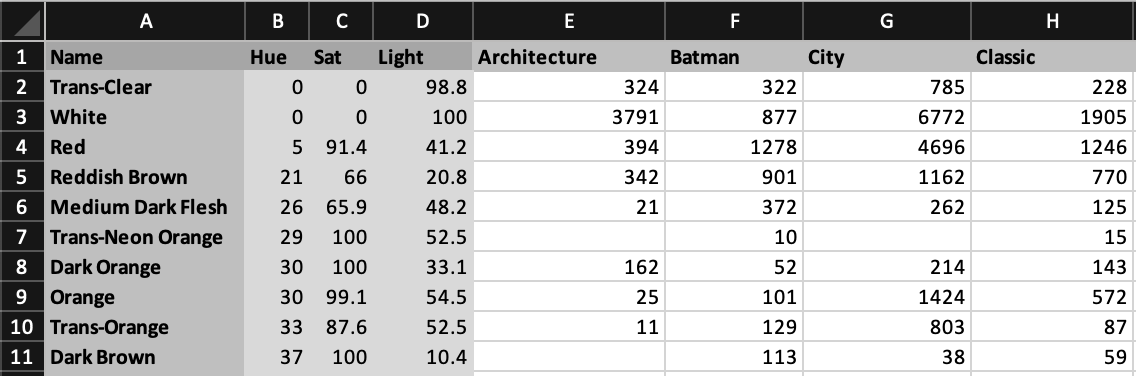 A B C D E F G H
1 Name Hue Sat Light Architecture Batman City Classic
2 Trans-Clear 0 0 98.8 324 322 785 228
3 White 0 0 100 3791 877 6772 1905
4 Red 5 91.4 41.2 394 1278 4696 1246
5 Reddish Brown 21 66 20.8 342 901 1162 770
6 Medium Dark Flesh 26 65.9 48.2 21 372 262 125
7 Trans-Neon Orange 29 100 52.5 10 15
8 Dark Orange 30 100 33.1 162 52 214 143
9 Orange 30 99.1 54.5 25 101 1424 572
10 Trans-Orange 33 87.6 52.5 11 129 803 87
11 Dark Brown 37 100 10.4 113 38 59